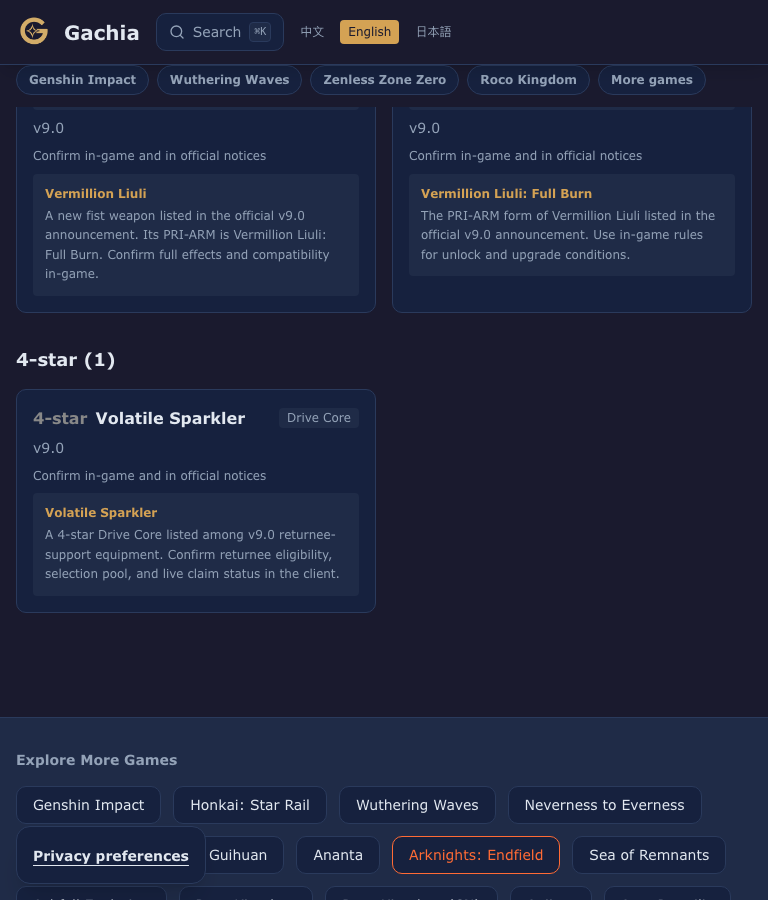 Gachia
Search ⌘K
中文
English
日本語
Genshin Impact
Wuthering Waves
Zenless Zone Zero
Roco Kingdom
More games
v9.0
Confirm in-game and in official notices
Vermillion Liuli
A new fist weapon listed in the official v9.0
announcement. Its PRI-ARM is Vermillion Liuli:
Full Burn. Confirm full effects and compatibility
in-game.
v9.0
Confirm in-game and in official notices
Vermillion Liuli: Full Burn
The PRI-ARM form of Vermillion Liuli listed in the
official v9.0 announcement. Use in-game rules
for unlock and upgrade conditions.
4-star (1)
4-star Volatile Sparkler
Drive Core
v9.0
Confirm in-game and in official notices
Volatile Sparkler
A 4-star Drive Core listed among v9.0 returnee-
support equipment. Confirm returnee eligibility,
selection pool, and live claim status in the client.
Explore More Games
Genshin Impact
Honkai: Star Rail
Wuthering Waves
Neverness to Everness
Privacy preferences
Guihuan
Ananta
Arknights: Endfield
Sea of Remnants